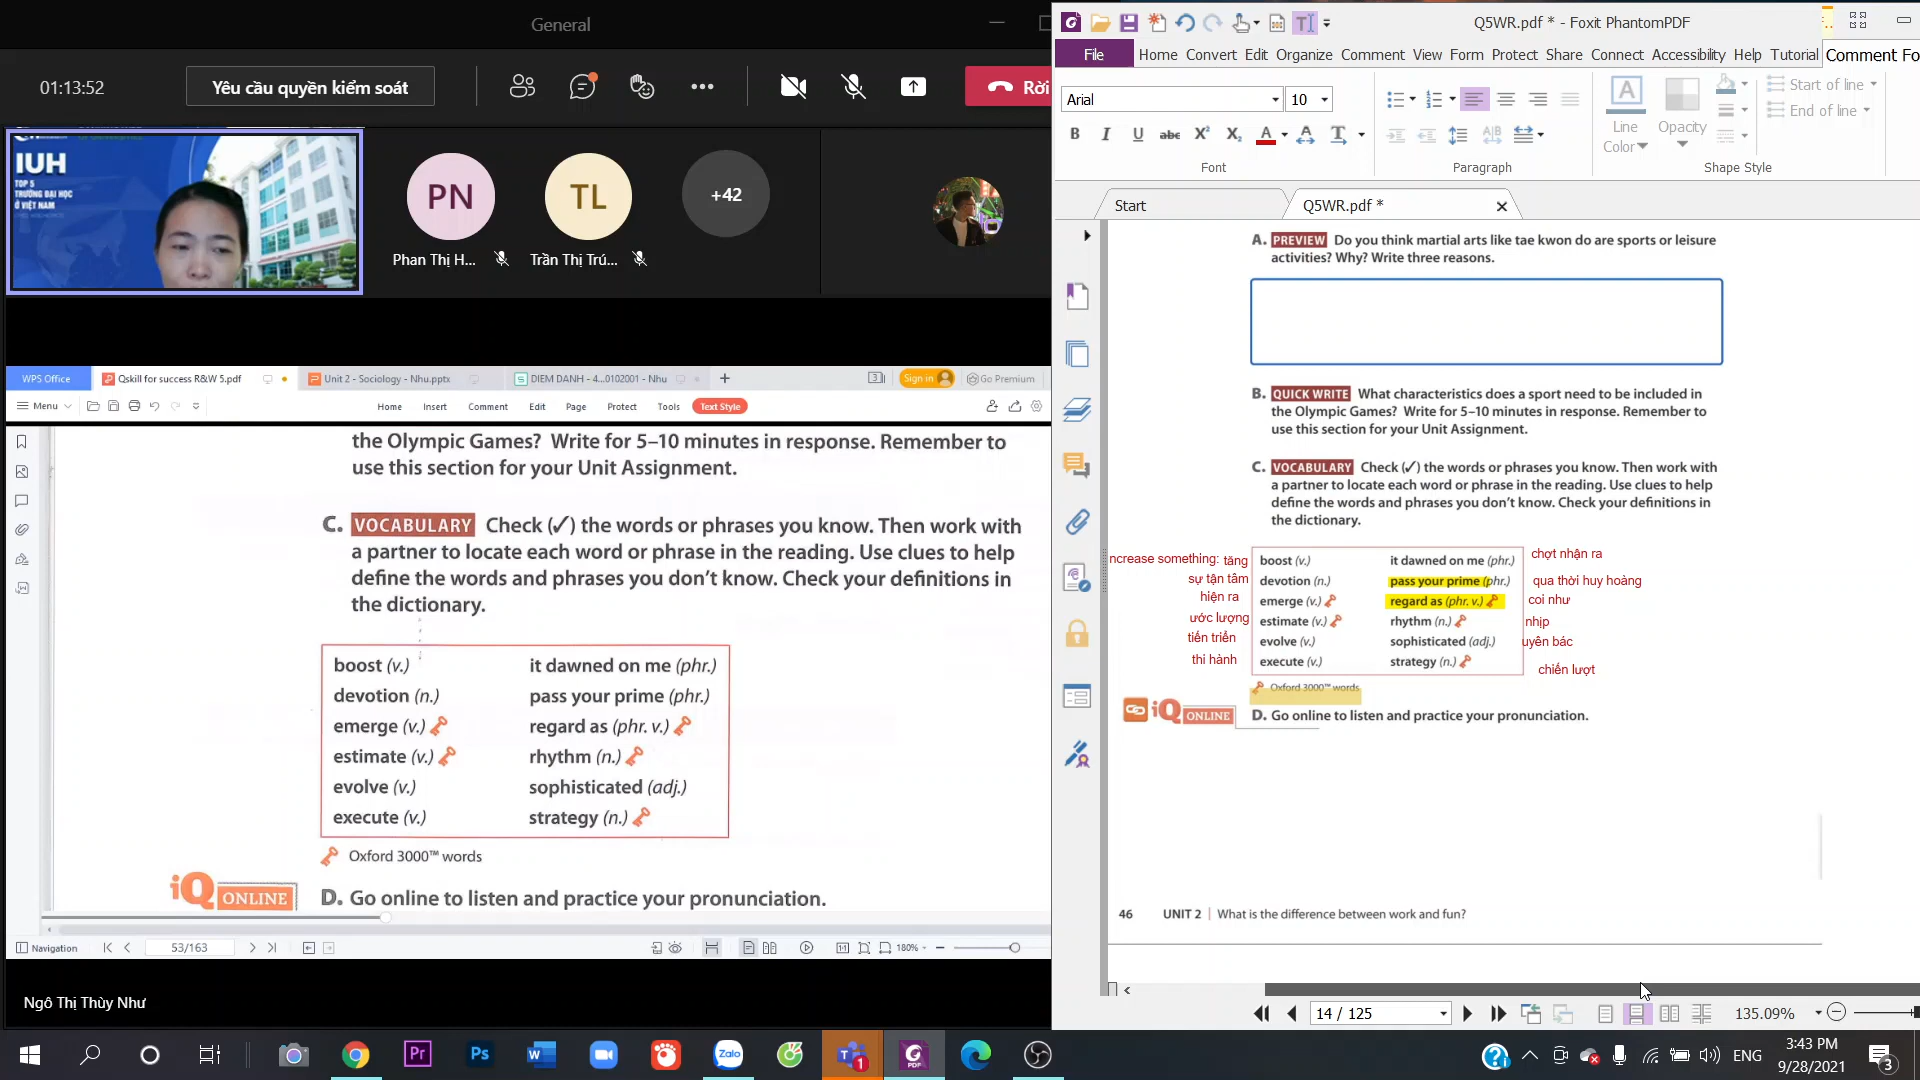 General
01:13:52
Yêu cầu quyền kiểm soát
Rời
IUH
TOP 5
TRƯỜNG ĐẠI HỌC
Ở VIỆT NAM
PN
TL
+42
Phan Thị H...
Trần Thị Trú...
WPS Office
Qskill for success R&W 5.pdf
Unit 2 - Sociology - Nhu.pptx
DIEM DANH - 4...0102001 - Nhu
Sign in
Go Premium
Menu
Home
Insert
Comment
Edit
Page
Protect
Tools
Text Style
the Olympic Games? Write for 5–10 minutes in response. Remember to
use this section for your Unit Assignment.
C. VOCABULARY Check (✓) the words or phrases you know. Then work with
a partner to locate each word or phrase in the reading. Use clues to help
define the words and phrases you don't know. Check your definitions in
the dictionary.
boost (v.) it dawned on me (phr.)
devotion (n.) pass your prime (phr.)
emerge (v.) regard as (phr. v.)
estimate (v.) rhythm (n.)
evolve (v.) sophisticated (adj.)
execute (v.) strategy (n.)
Oxford 3000™ words
iQ ONLINE
D. Go online to listen and practice your pronunciation.
Navigation
53/163
180%
Ngô Thị Thùy Như
Q5WR.pdf * - Foxit PhantomPDF
File Home Convert Edit Organize Comment View Form Protect Share Connect Accessibility Help Tutorial Comment Fo
Arial 10
Font
Paragraph
Line
Color
Opacity
Start of line
End of line
Shape Style
Start
Q5WR.pdf *
A. PREVIEW Do you think martial arts like tae kwon do are sports or leisure
activities? Why? Write three reasons.
B. QUICK WRITE What characteristics does a sport need to be included in
the Olympic Games? Write for 5–10 minutes in response. Remember to
use this section for your Unit Assignment.
C. VOCABULARY Check (✓) the words or phrases you know. Then work with
a partner to locate each word or phrase in the reading. Use clues to help
define the words and phrases you don't know. Check your definitions in
the dictionary.
ncrease something: tăng boost (v.) it dawned on me (phr.) chợt nhận ra
sự tận tâm devotion (n.) pass your prime (phr.) qua thời huy hoàng
hiện ra emerge (v.) regard as (phr. v.) coi như
ước lượng estimate (v.) rhythm (n.) nhịp
tiến triển evolve (v.) sophisticated (adj.) uyên bác
thi hành execute (v.) strategy (n.) chiến lượt
Oxford 3000™ words
iQ ONLINE
D. Go online to listen and practice your pronunciation.
46 UNIT 2 | What is the difference between work and fun?
14 / 125
135.09%
Pr
Ps
Zalo
1
PDF
ENG
3:43 PM
9/28/2021
3